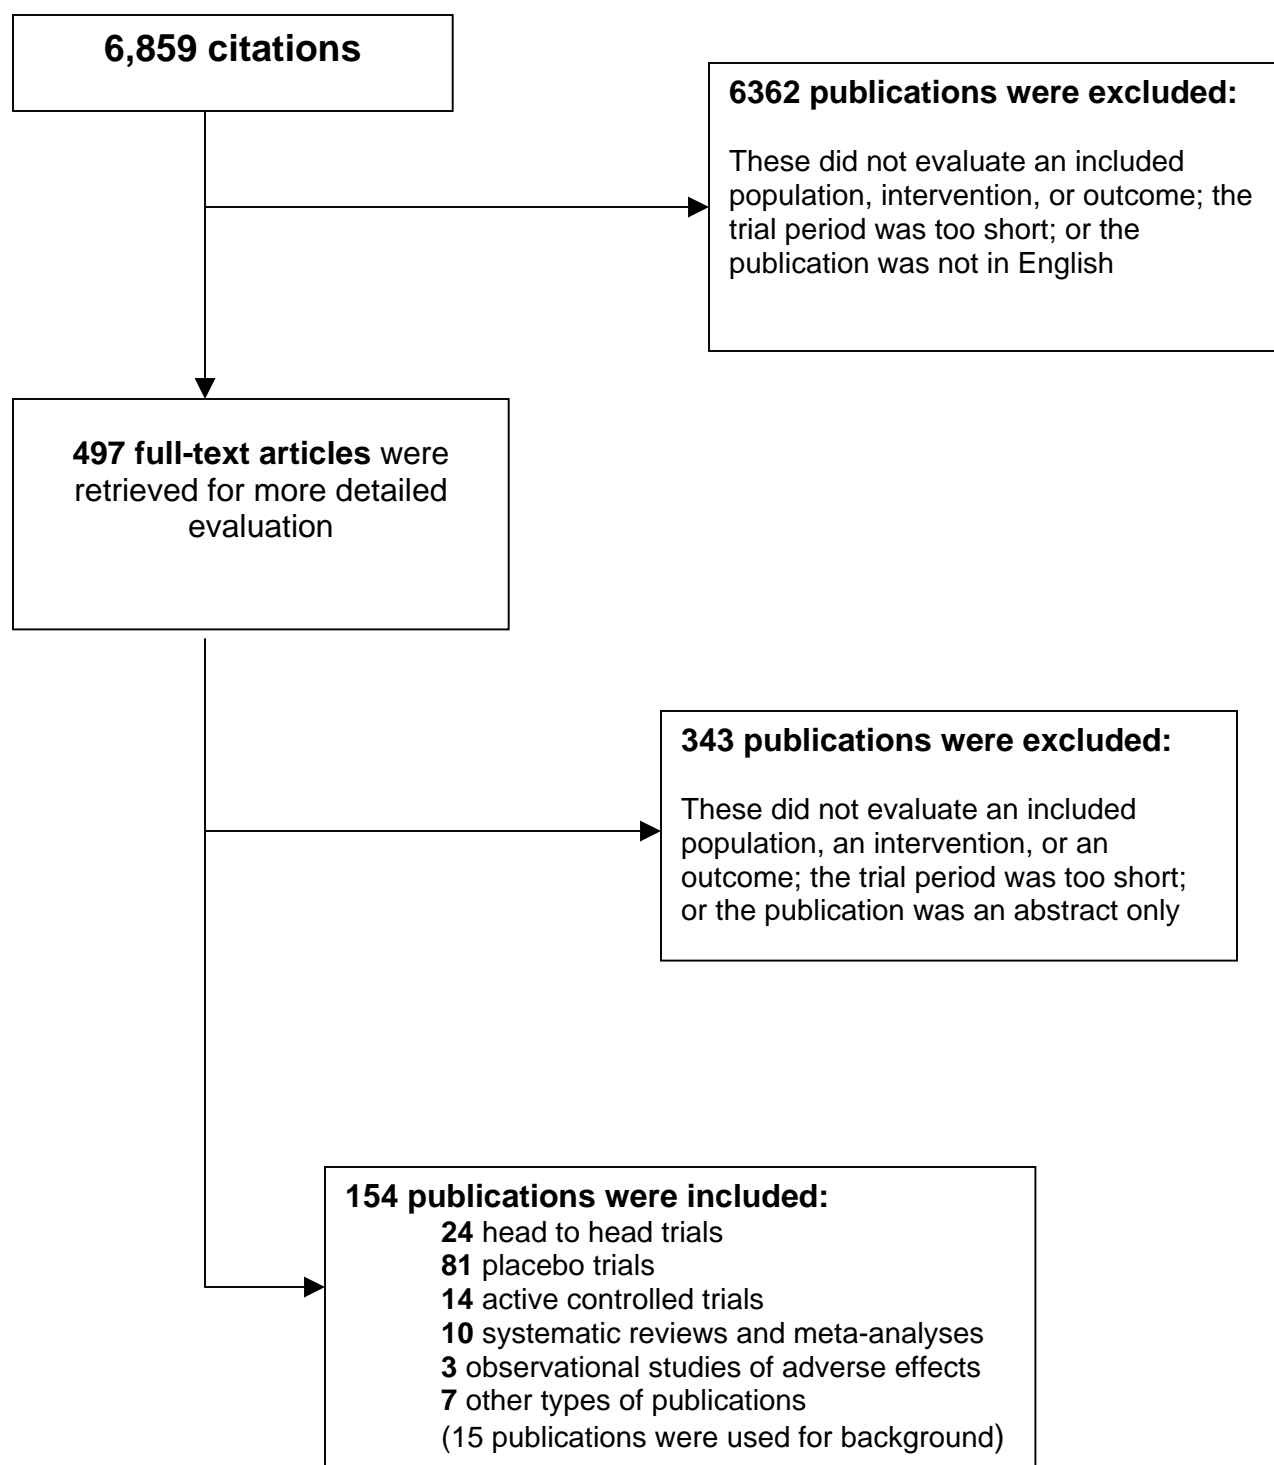 6,859 citations
6362 publications were excluded:
These did not evaluate an included
population, intervention, or outcome; the
trial period was too short; or the
publication was not in English
497 full-text articles were
retrieved for more detailed
evaluation
343 publications were excluded:
These did not evaluate an included
population, an intervention, or an
outcome; the trial period was too short;
or the publication was an abstract only
154 publications were included:
24 head to head trials
81 placebo trials
14 active controlled trials
10 systematic reviews and meta-analyses
3 observational studies of adverse effects
7 other types of publications
(15 publications were used for background)